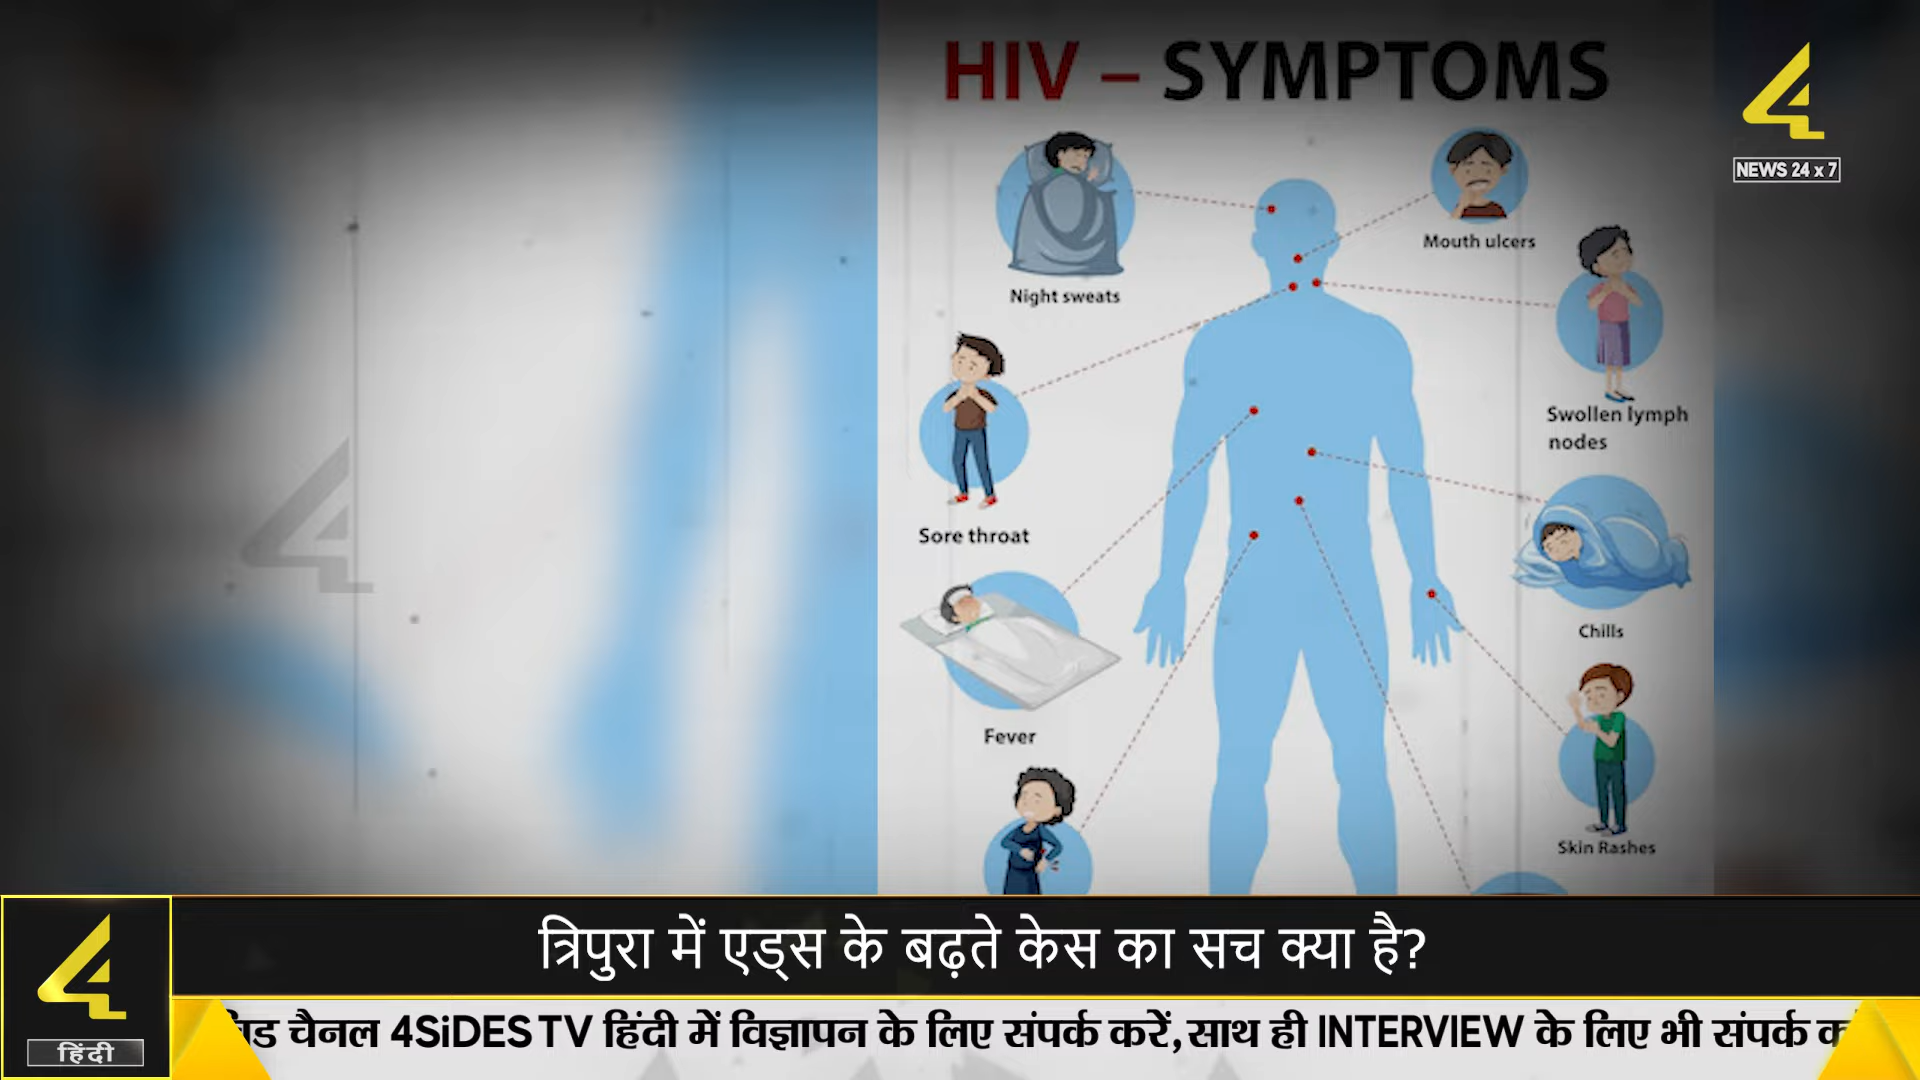 HIV – SYMPTOMS
NEWS 24 x 7
Night sweats
Mouth ulcers
Swollen lymph
nodes
Sore throat
Chills
Fever
Skin Rashes
त्रिपुरा में एड्स के बढ़ते केस का सच क्या है?
चैनल 4SiDES TV हिंदी में विज्ञापन के लिए संपर्क करें, साथ ही INTERVIEW के लिए भी संपर्क
हिंदी